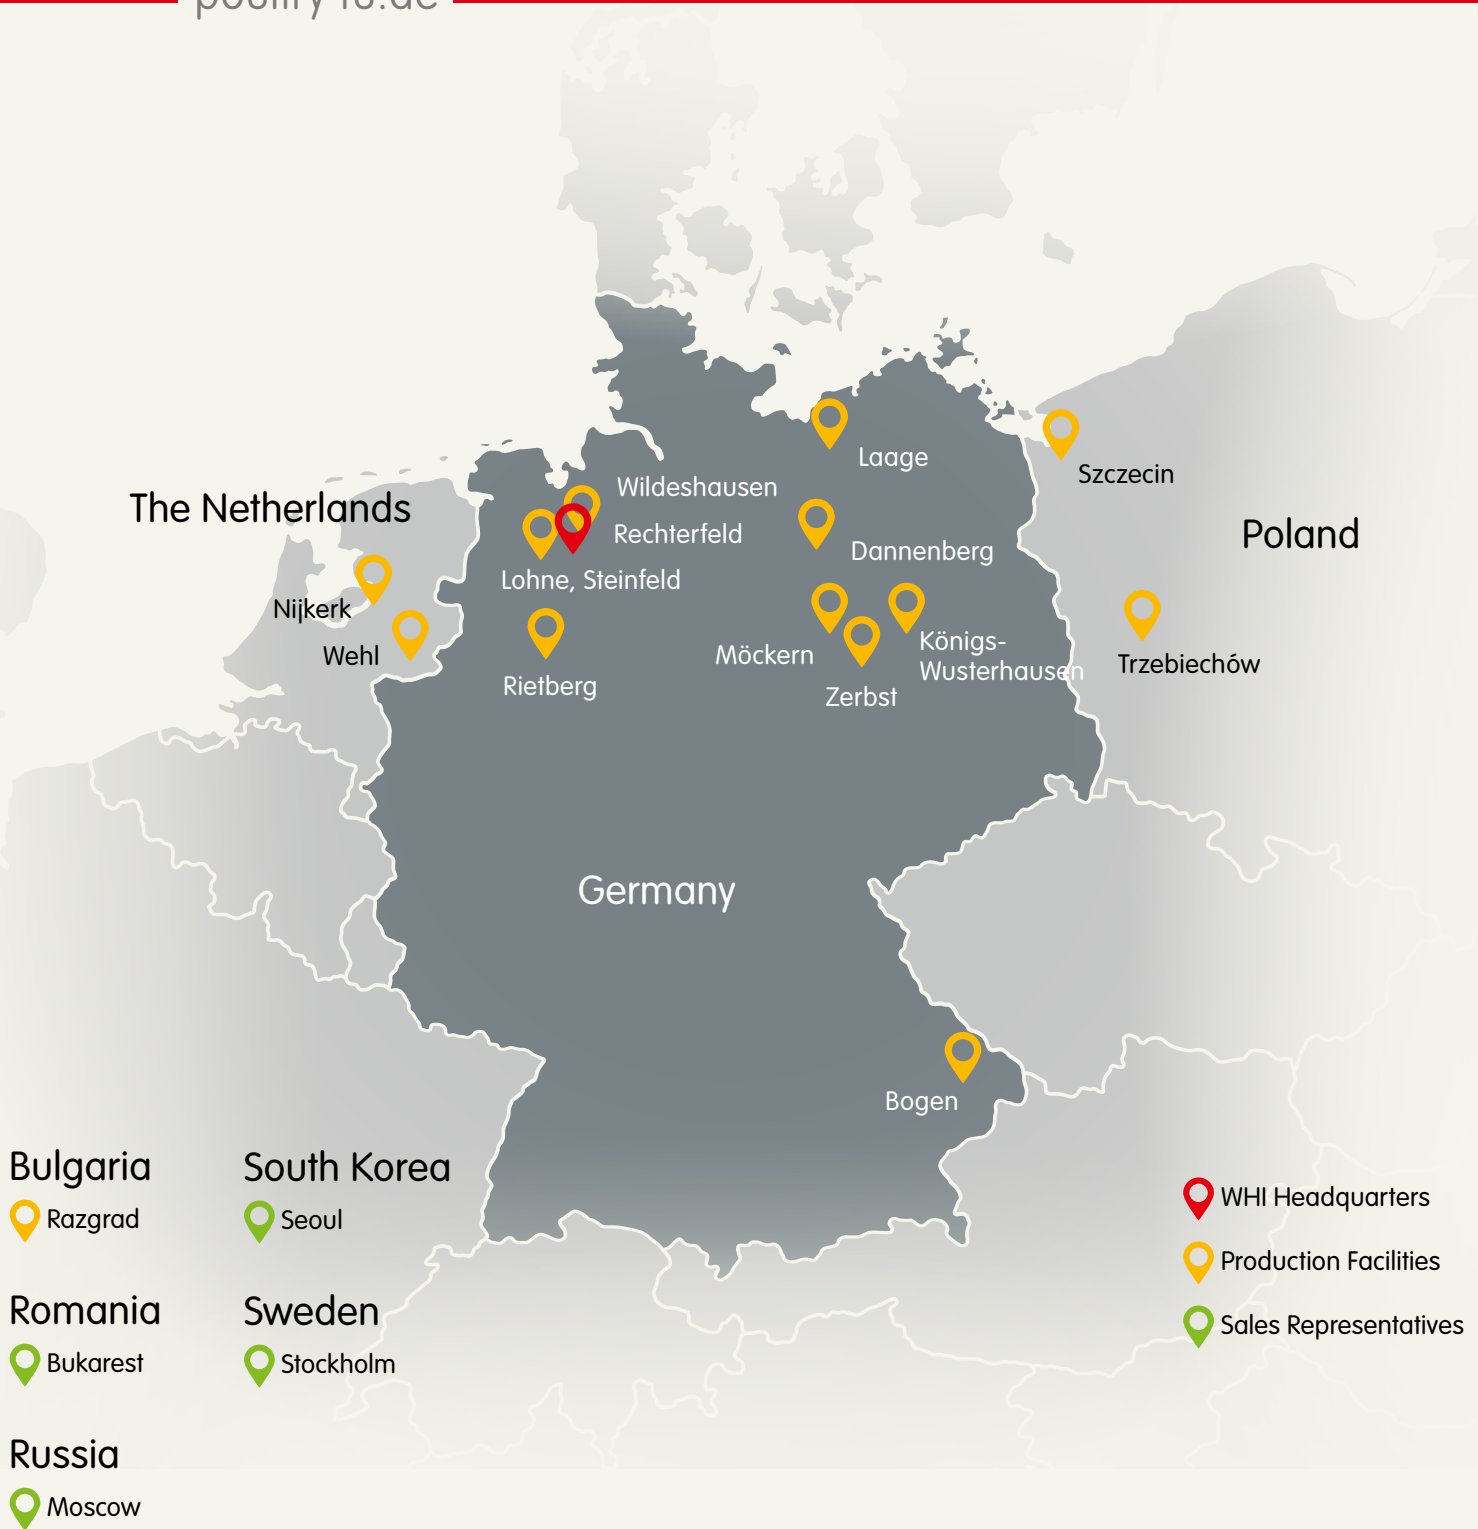 The Netherlands
Nijkerk
Wehl
Wildeshausen
Rechterfeld
Lohne, Steinfeld
Rietberg
Laage
Dannenberg
Möckern
Zerbst
Königs-
Wusterhausen
Szczecin
Poland
Trzebiechów
Germany
Bogen
Bulgaria
Razgrad
South Korea
Seoul
Romania
Bukarest
Sweden
Stockholm
Russia
Moscow
WHI Headquarters
Production Facilities
Sales Representatives